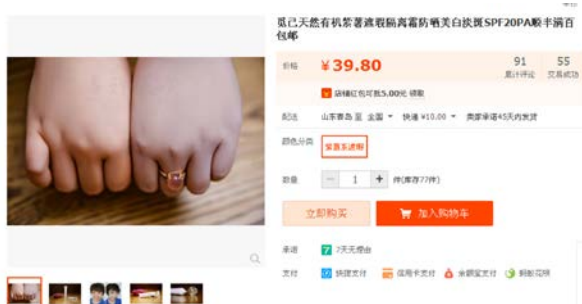 觅己天然有机紫薯遮瑕隔离霜防晒美白淡斑SPF20PA顺丰满百
包邮
价格 ¥39.80
91 累计评论
55 交易成功
店铺红包可抵5.00元 领取
配送 山东青岛 至 全国 快递 ¥10.00 卖家承诺45天内发货
颜色分类 紫薯系遮瑕
数量 - 1 + 件(库存77件)
立即购买 加入购物车
承诺 7 7天无理由
支付 快捷支付 信用卡支付 余额宝支付 蚂蚁花呗